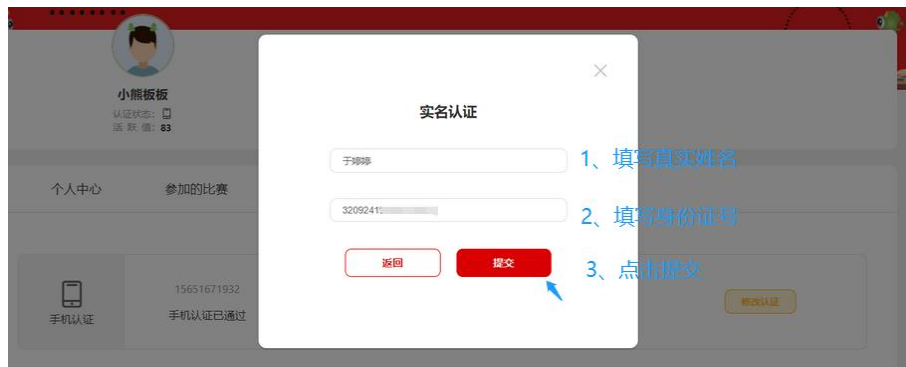 小熊板板
认证状态:
活 跃 值: 83
实名认证
于婷婷
1、填写真实姓名
个人中心
参加的比赛
3209241
2、填写身份证号
返回
提交
3、点击提交
15651671932
手机认证
手机认证已通过
修改认证